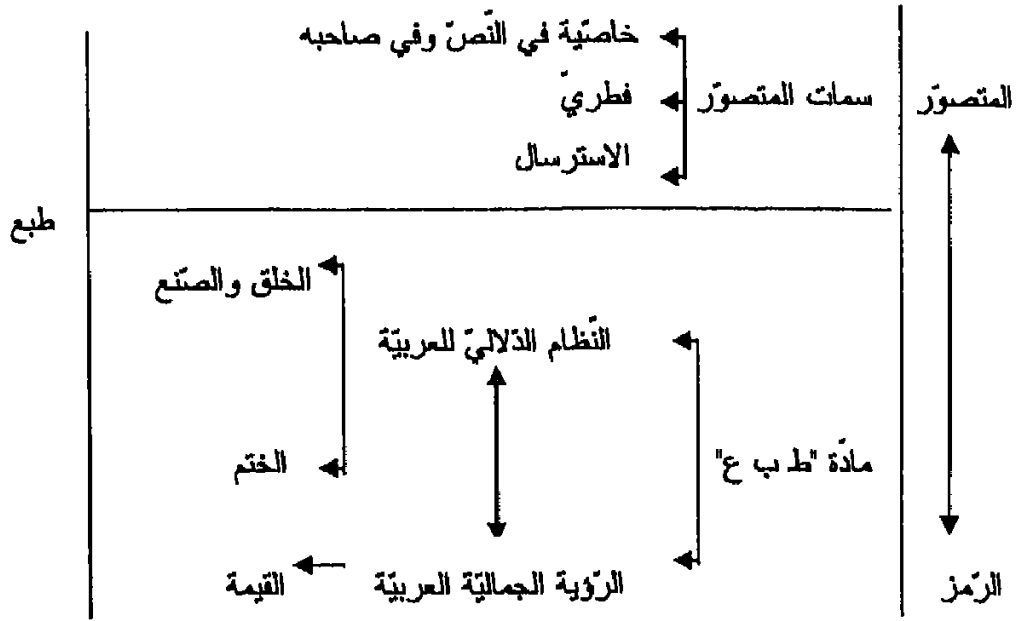 خاصّية في النّصّ وفي صاحبه
المتصوّر
سمات المتصوّر
فطريّ
الاسترسال
طبع
الخلق والصّنع
النّظام الدّلاليّ للعربيّة
مادّة "ط ب ع"
الختم
الرّمز
الرّؤية الجماليّة العربيّة
القيمة